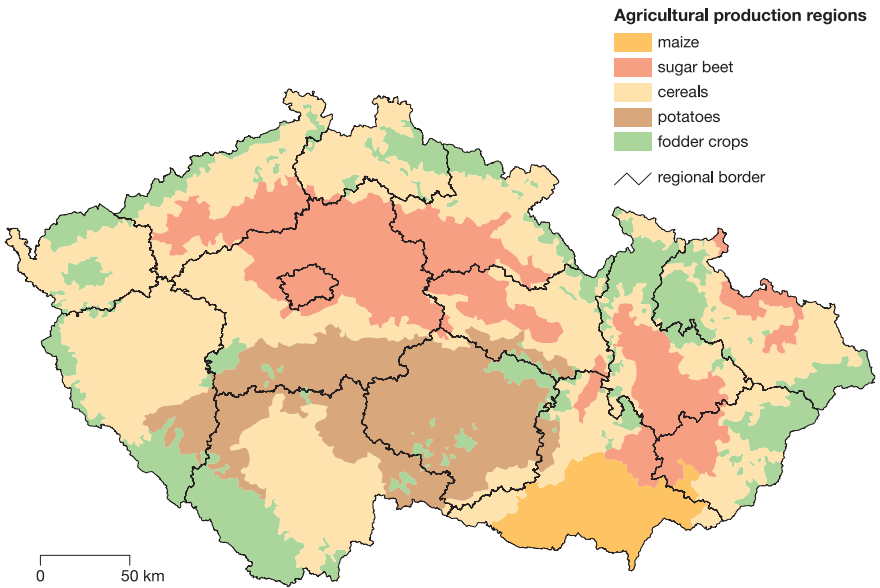 Agricultural production regions
maize
sugar beet
cereals
potatoes
fodder crops
regional border
0 50 km